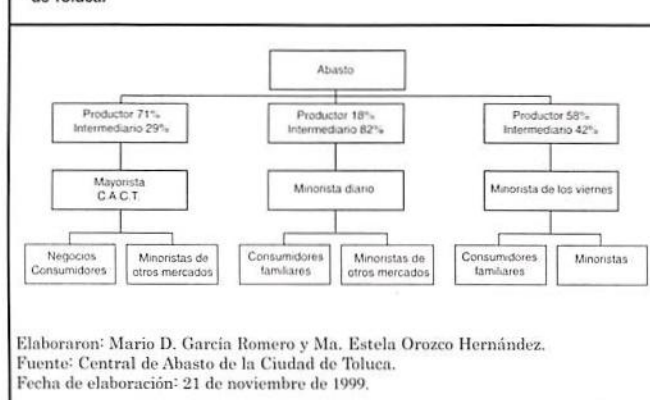 de Toluca.
Abasto
Productor 71%
Intermediario 29%
Productor 18%
Intermediario 82%
Productor 58%
Intermediario 42%
Mayorista
C.A.C.T.
Minorista diario
Minorista de los viernes
Negocios
Consumidores
Minoristas de
otros mercados
Consumidores
familiares
Minoristas de
otros mercados
Consumidores
familiares
Minoristas
Elaboraron: Mario D. García Romero y Ma. Estela Orozco Hernández.
Fuente: Central de Abasto de la Ciudad de Toluca.
Fecha de elaboración: 21 de noviembre de 1999.